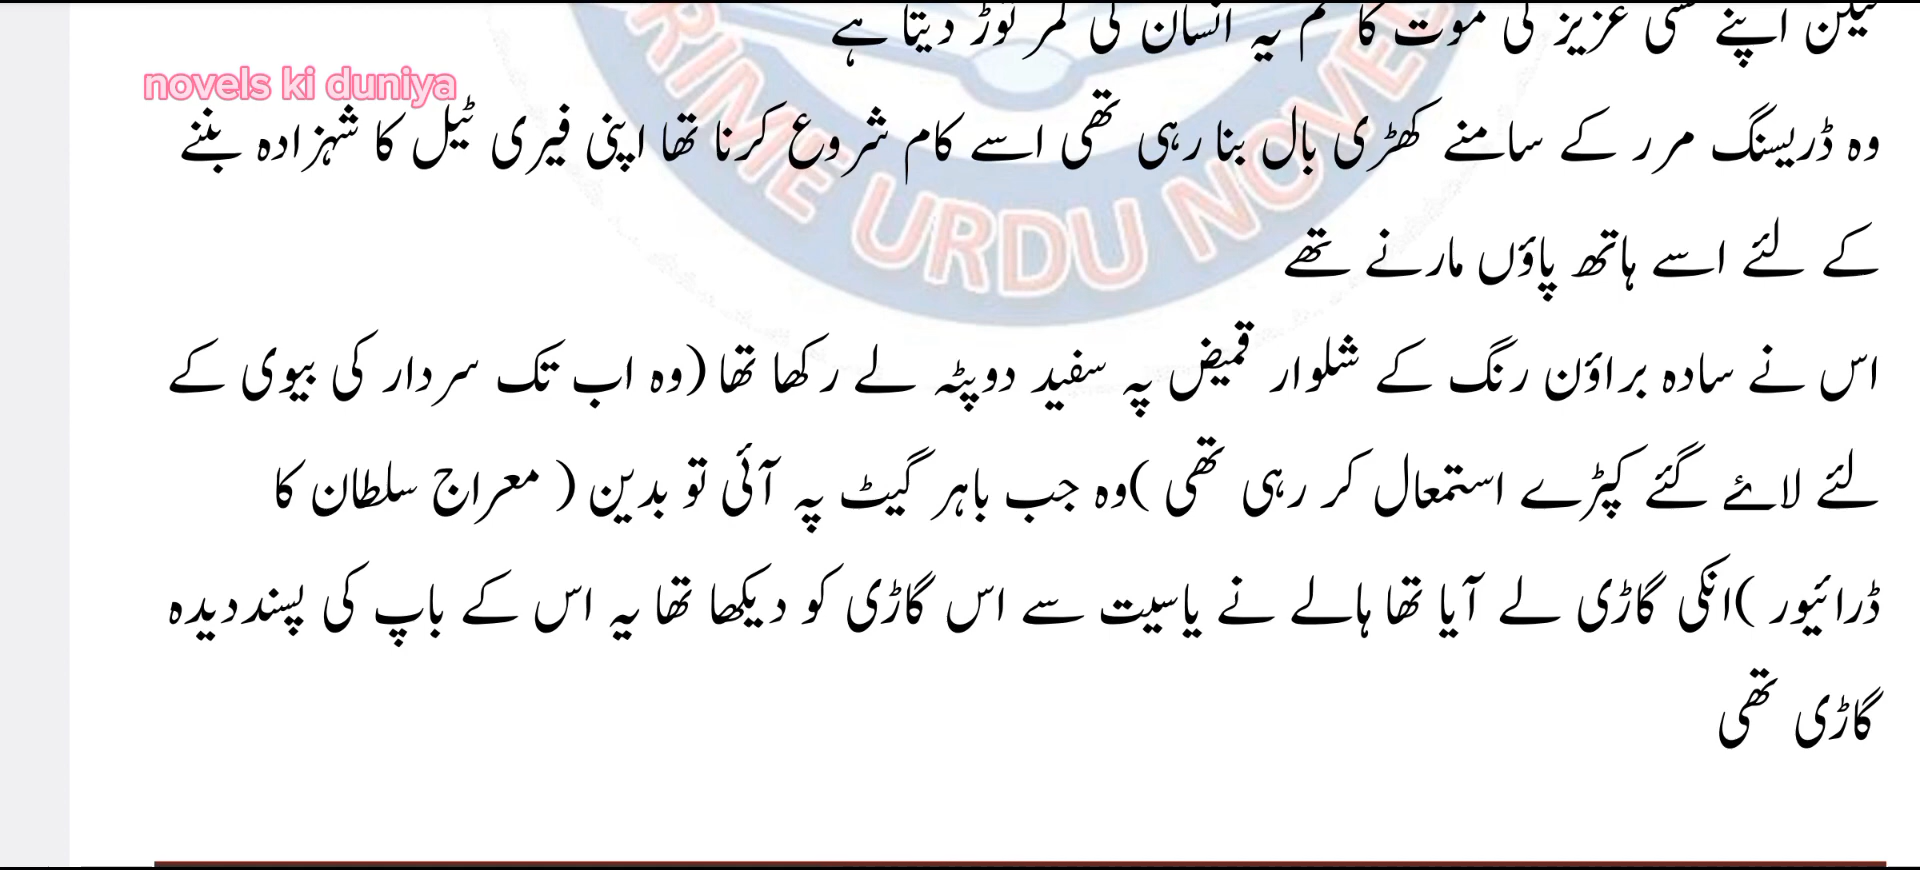 لیکن اپنے کسی عزیز کی موت کا غم یہ انسان کی کمر توڑ دیتا ہے
novels ki duniya
وہ ڈریسنگ مرر کے سامنے کھڑی بال بنا رہی تھی اسے کام شروع کرنا تھا اپنی فیری ٹیل کا شہزادہ بننے
کے لئے اسے ہاتھ پاؤں مارنے تھے
RIME URDU NOVE
اس نے سادہ براؤن رنگ کے شلوار قمیض پہ سفید دوپٹہ لے رکھا تھا (وہ اب تک سردار کی بیوی کے
لئے لائے گئے کپڑے استمعال کر رہی تھی )وہ جب باہر گیٹ پہ آئی تو بدین ( معراج سلطان کا
ڈرائیور )انکی گاڑی لے آیا تھا ہالے نے یاسیت سے اس گاڑی کو دیکھا تھا یہ اس کے باپ کی پسندیدہ
گاڑی تھی